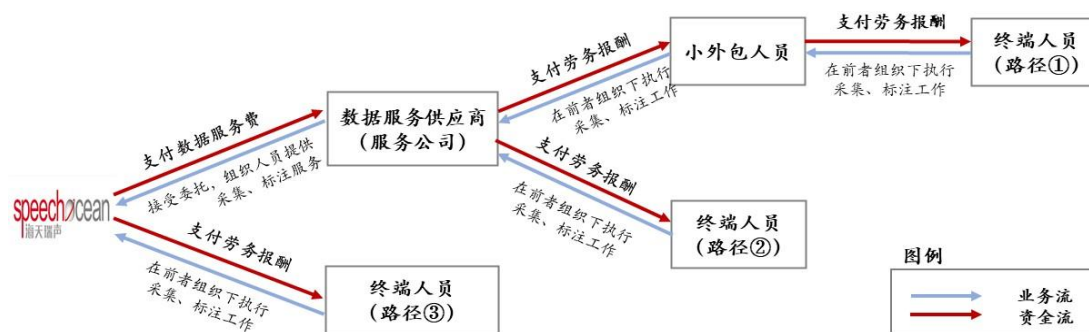 支付劳务报酬
小外包人员
终端人员
(路径①)
在前者组织下执行
采集、标注工作
支付劳务报酬
在前者组织下执行
采集、标注工作
数据服务供应商
(服务公司)
支付数据服务费
接受委托，组织人员提供
采集、标注服务
支付劳务报酬
在前者组织下执行
采集、标注工作
终端人员
(路径②)
speechocean
海天瑞声
支付劳务报酬
在前者组织下执行
采集、标注工作
终端人员
(路径③)
图例
业务流
资金流